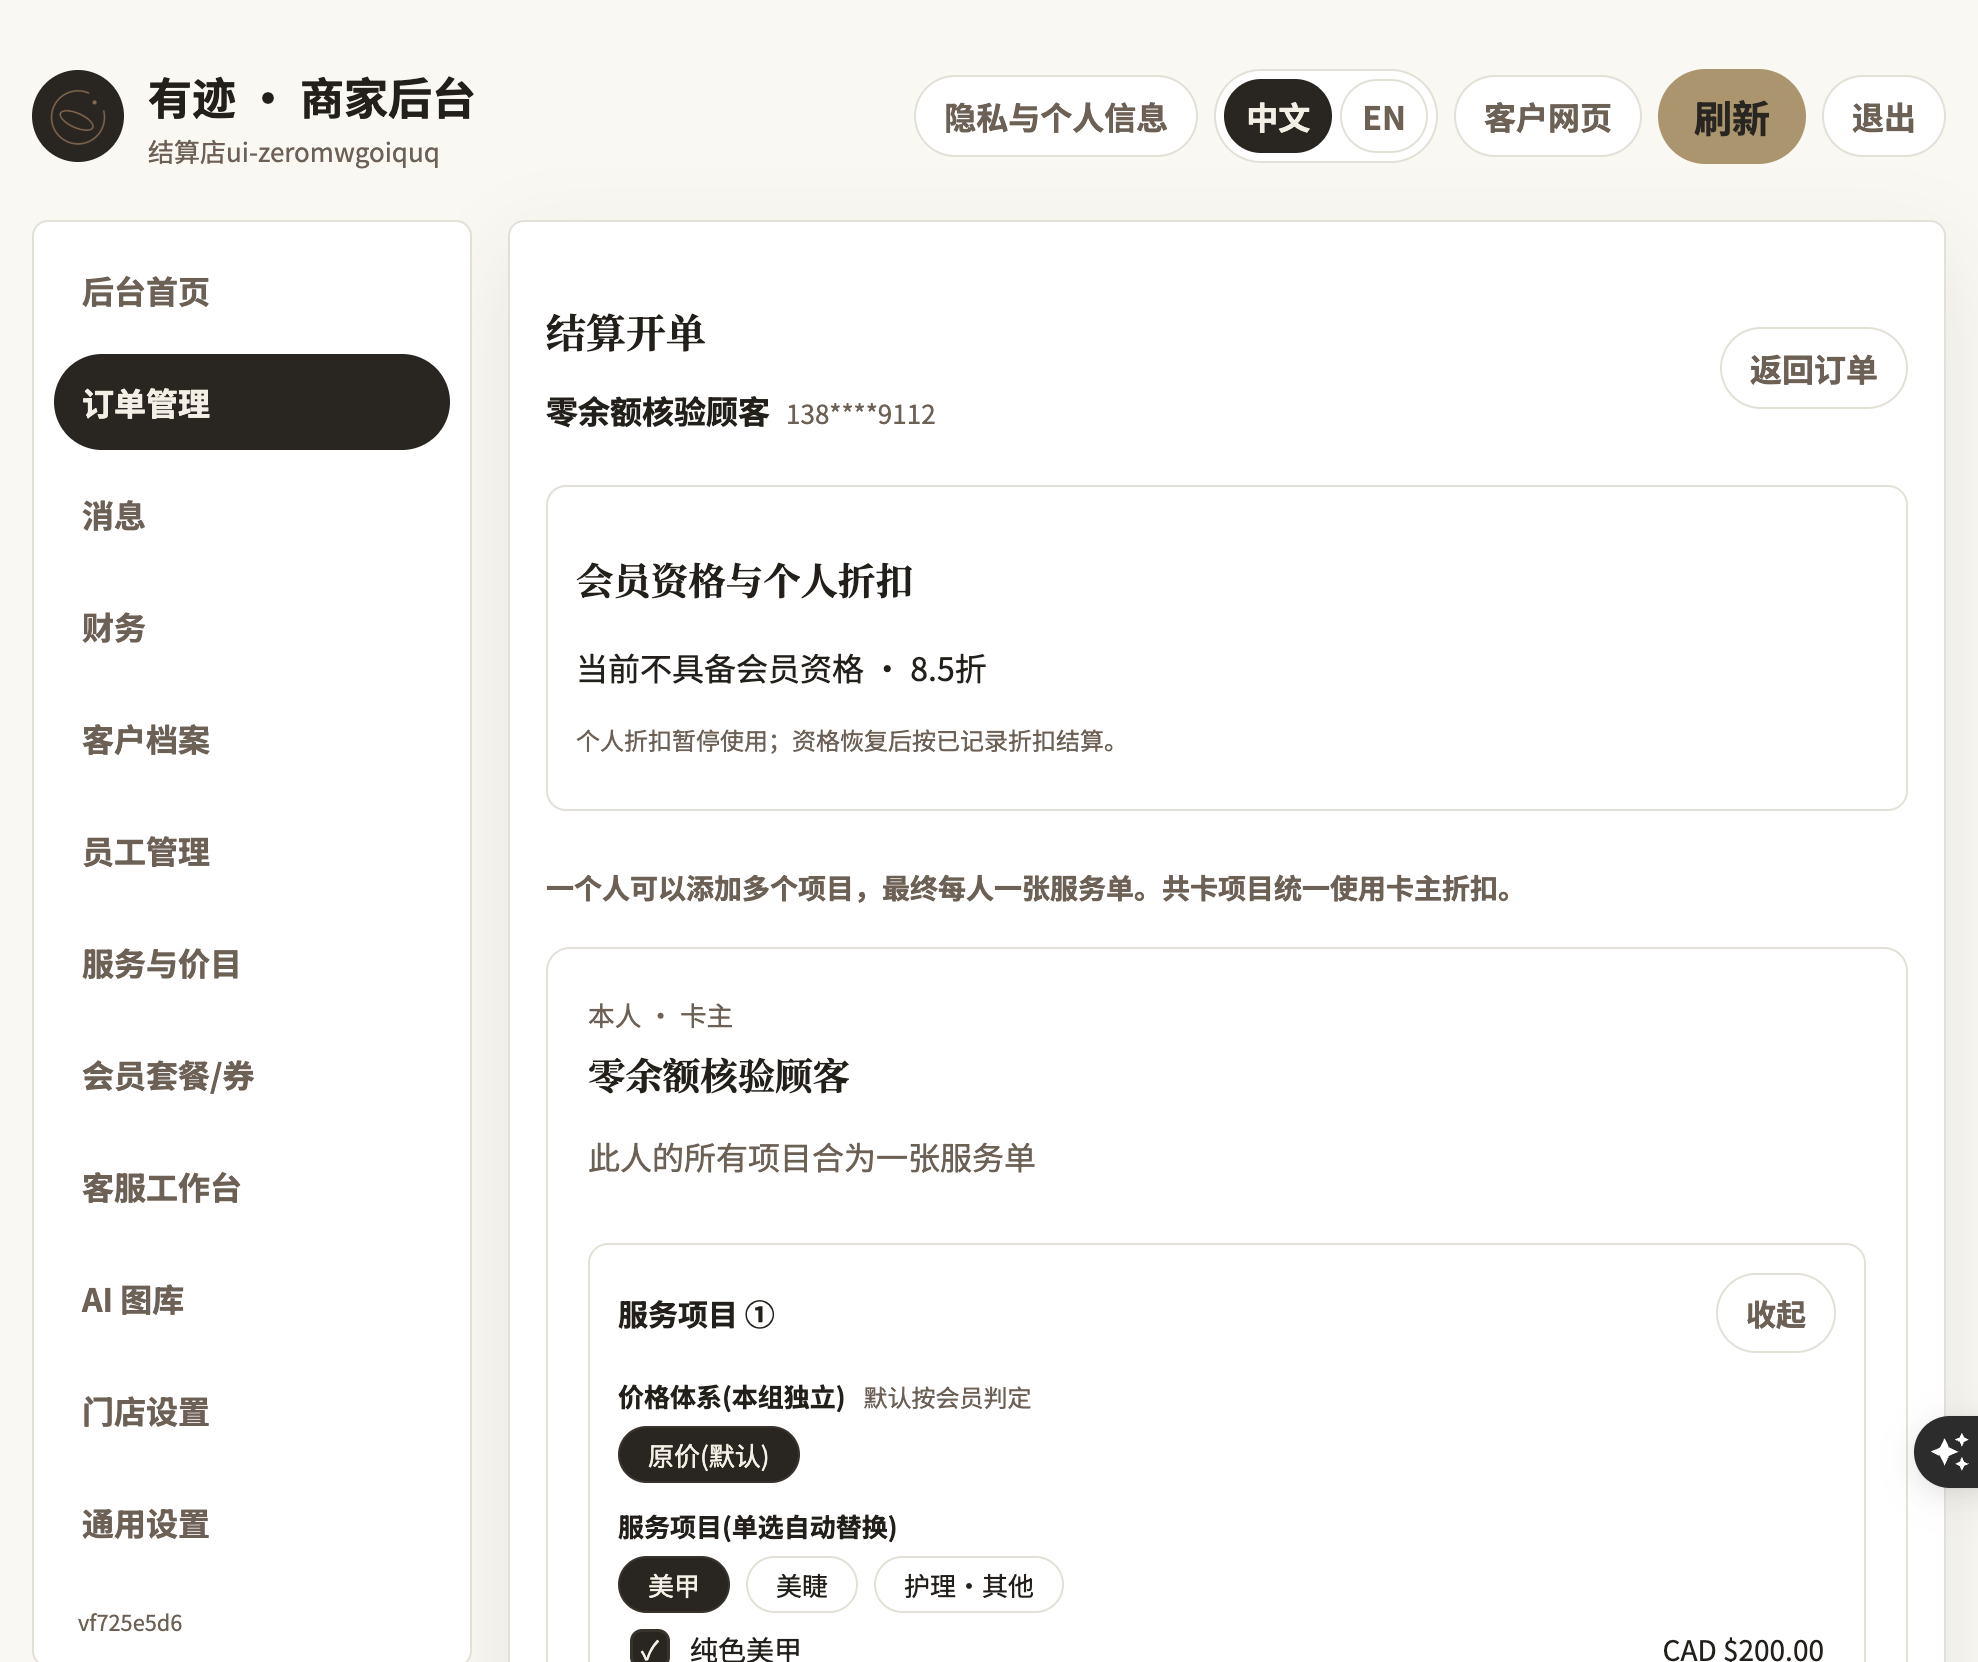 有迹 · 商家后台
结算店ui-zeromwgoiquq
隐私与个人信息
中文
EN
客户网页
刷新
退出
后台首页
订单管理
消息
财务
客户档案
员工管理
服务与价目
会员套餐/券
客服工作台
AI 图库
门店设置
通用设置
vf725e5d6
结算开单
零余额核验顾客 138****9112
返回订单
会员资格与个人折扣
当前不具备会员资格 · 8.5折
个人折扣暂停使用；资格恢复后按已记录折扣结算。
一个人可以添加多个项目，最终每人一张服务单。共卡项目统一使用卡主折扣。
本人 · 卡主
零余额核验顾客
此人的所有项目合为一张服务单
服务项目 ①
收起
价格体系(本组独立) 默认按会员判定
原价(默认)
服务项目(单选自动替换)
美甲
美睫
护理·其他
纯色美甲 CAD $200.00